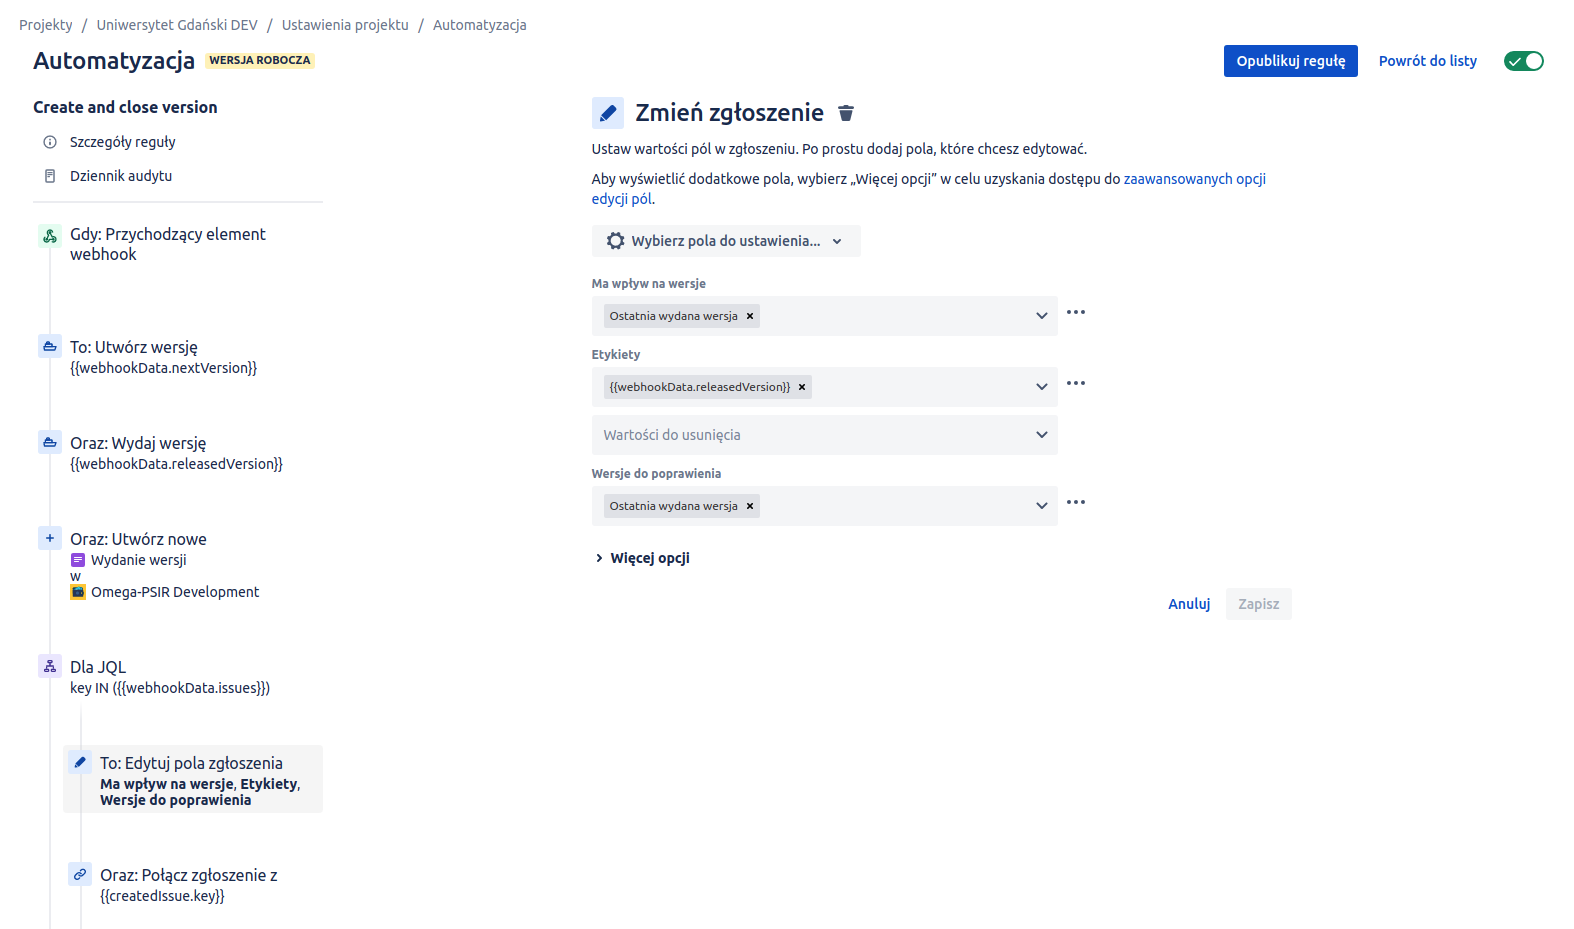 Projekty / Uniwersytet Gdański DEV / Ustawienia projektu / Automatyzacja
Automatyzacja WERSJA ROBOCZA
Opublikuj regułę Powrót do listy
Create and close version
Szczegóły reguły
Dziennik audytu
Gdy: Przychodzący element
webhook
To: Utwórz wersję
{{webhookData.nextVersion}}
Oraz: Wydaj wersję
{{webhookData.releasedVersion}}
Oraz: Utwórz nowe
Wydanie wersji
w
Omega-PSIR Development
Dla JQL
key IN ({{webhookData.issues}})
To: Edytuj pola zgłoszenia
Ma wpływ na wersje, Etykiety,
Wersje do poprawienia
Oraz: Połącz zgłoszenie z
{{createdIssue.key}}
Zmień zgłoszenie
Ustaw wartości pól w zgłoszeniu. Po prostu dodaj pola, które chcesz edytować.
Aby wyświetlić dodatkowe pola, wybierz „Więcej opcji” w celu uzyskania dostępu do zaawansowanych opcji
edycji pól.
Wybierz pola do ustawienia...
Ma wpływ na wersje
Ostatnia wydana wersja
Etykiety
{{webhookData.releasedVersion}}
Wartości do usunięcia
Wersje do poprawienia
Ostatnia wydana wersja
Więcej opcji
Anuluj Zapisz